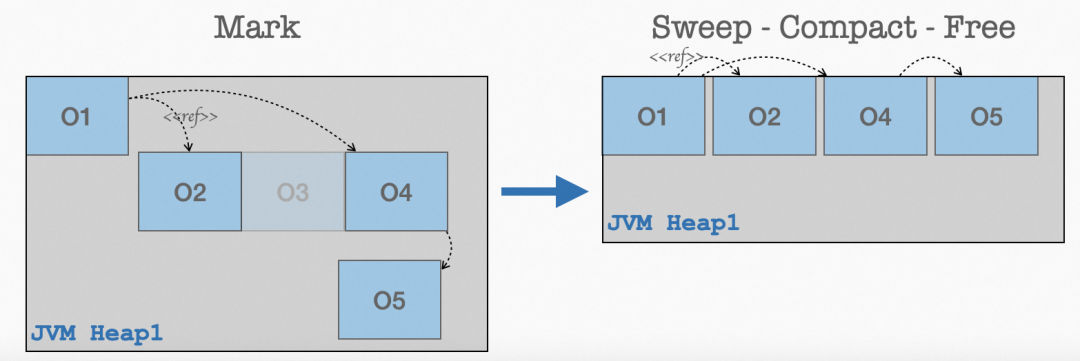 Mark
O1
<<ref>>
O2
O3
O4
O5
JVM Heap1
Sweep - Compact - Free
<<ref>>
O1
O2
O4
O5
JVM Heap1